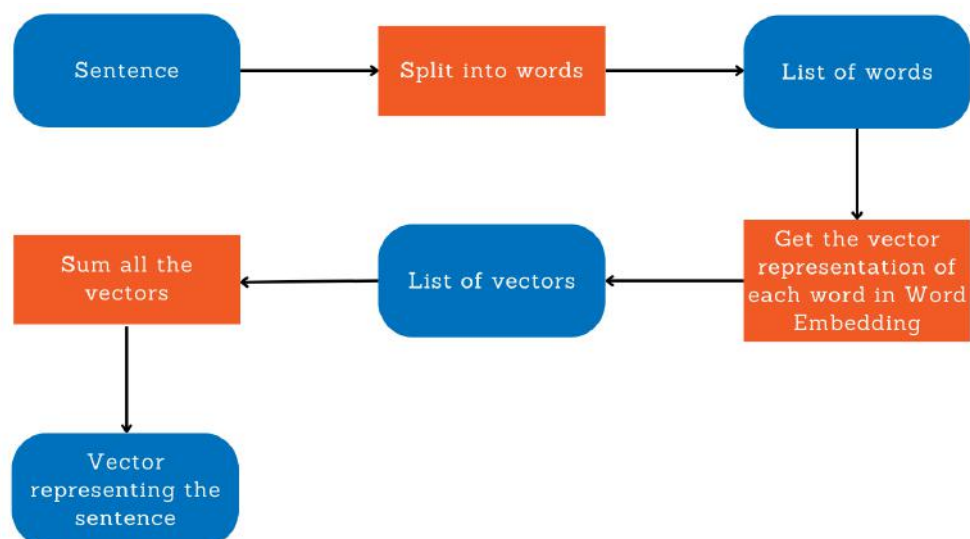 Sentence
Split into words
List of words
Get the vector
representation of
each word in Word
Embedding
List of vectors
Sum all the
vectors
Vector
representing the
sentence